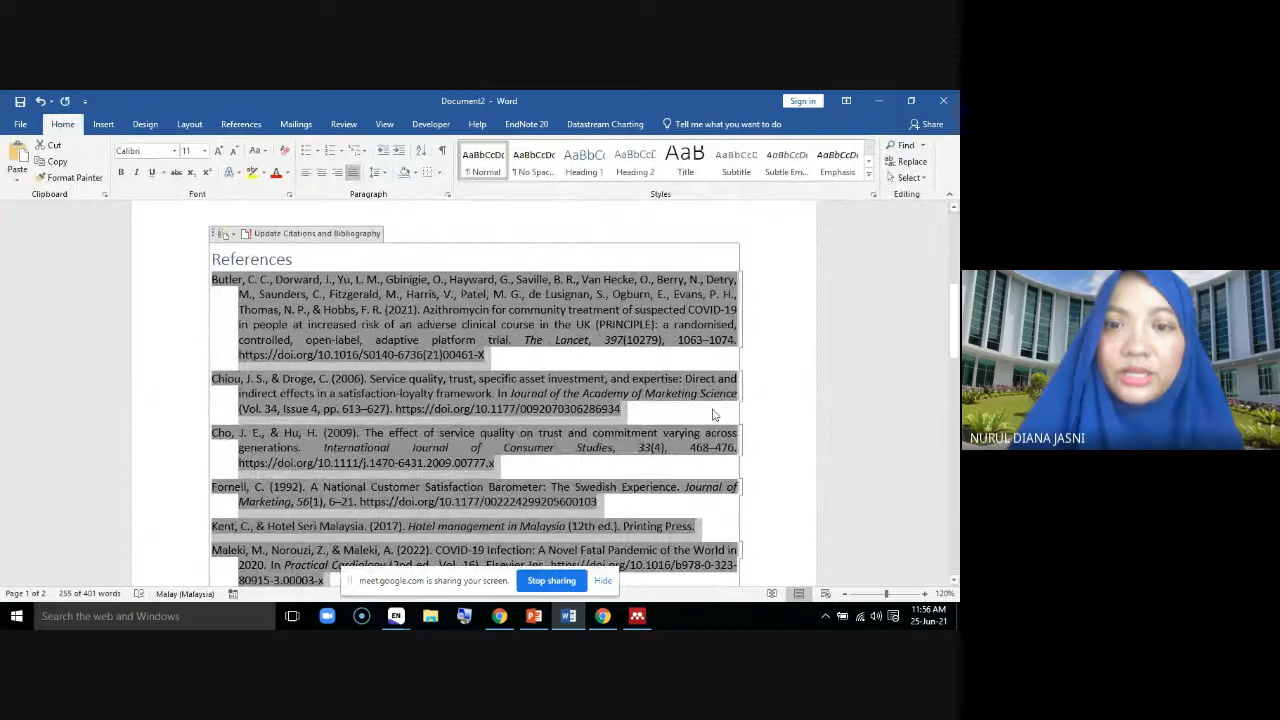 Document2 - Word
Sign in
File Home Insert Design Layout References Mailings Review View Developer Help EndNote 20 Datastream Charting Tell me what you want to do Share
Paste
Cut
Copy
Format Painter
Clipboard
Calibri 11
Font
Paragraph
AaBbCcDc AaBbCcDc AaBbCc AaBbCcD AaB AaBbCcD AaBbCcDc AaBbCcDc
¶ Normal ¶ No Spac... Heading 1 Heading 2 Title Subtitle Subtle Em... Emphasis
Styles
Find
Replace
Select
Editing
Update Citations and Bibliography
References
Butler, C. C., Dorward, J., Yu, L. M., Gbinigie, O., Hayward, G., Saville, B. R., Van Hecke, O., Berry, N., Detry,
M., Saunders, C., Fitzgerald, M., Harris, V., Patel, M. G., de Lusignan, S., Ogburn, E., Evans, P. H.,
Thomas, N. P., & Hobbs, F. R. (2021). Azithromycin for community treatment of suspected COVID-19
in people at increased risk of an adverse clinical course in the UK (PRINCIPLE): a randomised,
controlled, open-label, adaptive platform trial. The Lancet, 397(10279), 1063–1074.
https://doi.org/10.1016/S0140-6736(21)00461-X
Chiou, J. S., & Droge, C. (2006). Service quality, trust, specific asset investment, and expertise: Direct and
indirect effects in a satisfaction-loyalty framework. In Journal of the Academy of Marketing Science
(Vol. 34, Issue 4, pp. 613–627). https://doi.org/10.1177/0092070306286934
Cho, J. E., & Hu, H. (2009). The effect of service quality on trust and commitment varying across
generations. International Journal of Consumer Studies, 33(4), 468–476.
https://doi.org/10.1111/j.1470-6431.2009.00777.x
Fornell, C. (1992). A National Customer Satisfaction Barometer: The Swedish Experience. Journal of
Marketing, 56(1), 6–21. https://doi.org/10.1177/002224299205600103
Kent, C., & Hotel Seri Malaysia. (2017). Hotel management in Malaysia (12th ed.). Printing Press.
Maleki, M., Norouzi, Z., & Maleki, A. (2022). COVID-19 Infection: A Novel Fatal Pandemic of the World in
2020. In Practical Cardiology (2nd ed., Vol. 16). Elsevier Inc. https://doi.org/10.1016/b978-0-323-
80915-3.00003-x
meet.google.com is sharing your screen. Stop sharing Hide
Page 1 of 2 255 of 401 words Malay (Malaysia) 120%
Search the web and Windows
EN
11:56 AM
25-Jun-21
NURUL DIANA JASNI